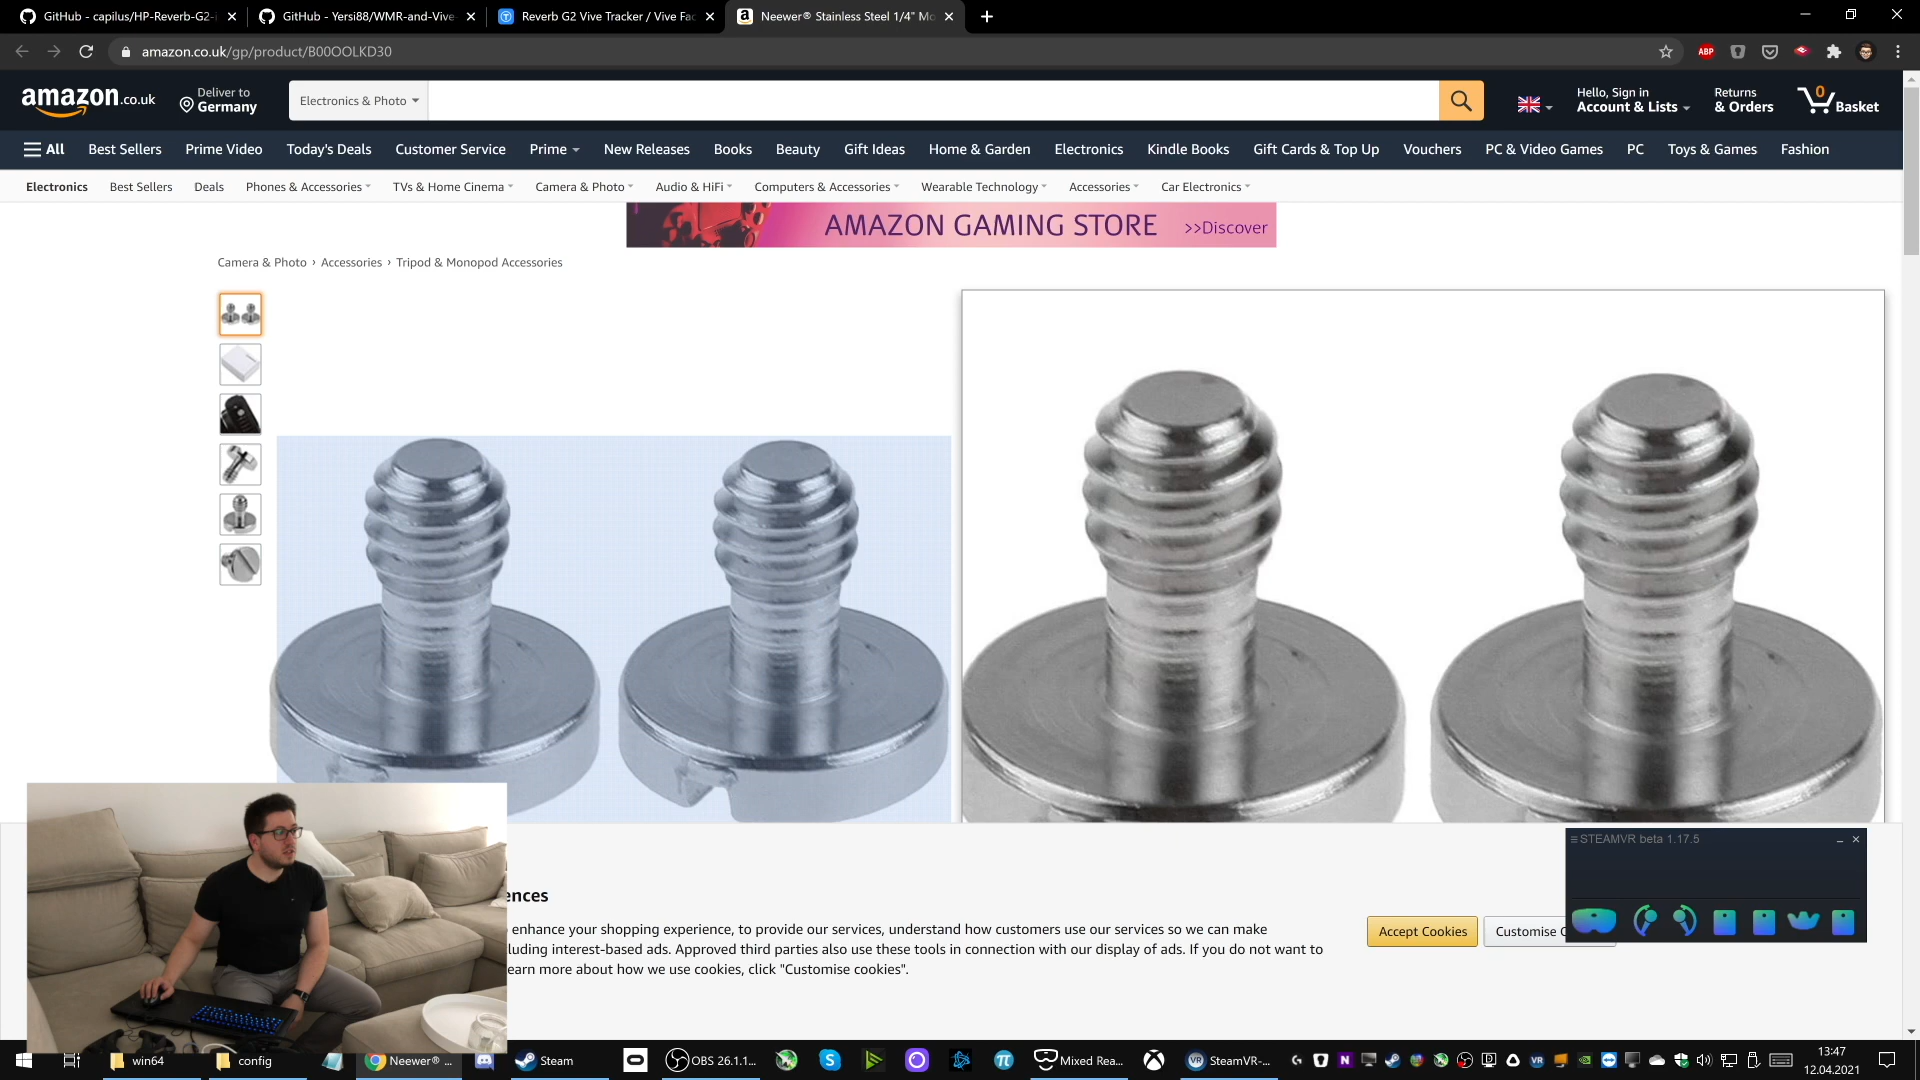 GitHub - capilus/HP-Reverb-G2-i
GitHub - Yersi88/WMR-and-Vive-
Reverb G2 Vive Tracker / Vive Fac
Neewer® Stainless Steel 1/4" Mo
amazon.co.uk/gp/product/B00OOLKD30
ABP
amazon.co.uk
Deliver to
Germany
Electronics & Photo
Hello, Sign in
Account & Lists
Returns
& Orders
0
Basket
All Best Sellers Prime Video Today's Deals Customer Service Prime New Releases Books Beauty Gift Ideas Home & Garden Electronics Kindle Books Gift Cards & Top Up Vouchers PC & Video Games PC Toys & Games Fashion
Electronics Best Sellers Deals Phones & Accessories TVs & Home Cinema Camera & Photo Audio & HiFi Computers & Accessories Wearable Technology Accessories Car Electronics
AMAZON GAMING STORE >>Discover
Camera & Photo › Accessories › Tripod & Monopod Accessories
STEAMVR beta 1.17.5
ences
enhance your shopping experience, to provide our services, understand how customers use our services so we can make
luding interest-based ads. Approved third parties also use these tools in connection with our display of ads. If you do not want to
earn more about how we use cookies, click "Customise cookies".
Accept Cookies
Customise C
win64
config
Neewer® ...
Steam
OBS 26.1.1...
Mixed Rea...
SteamVR-...
13:47
12.04.2021